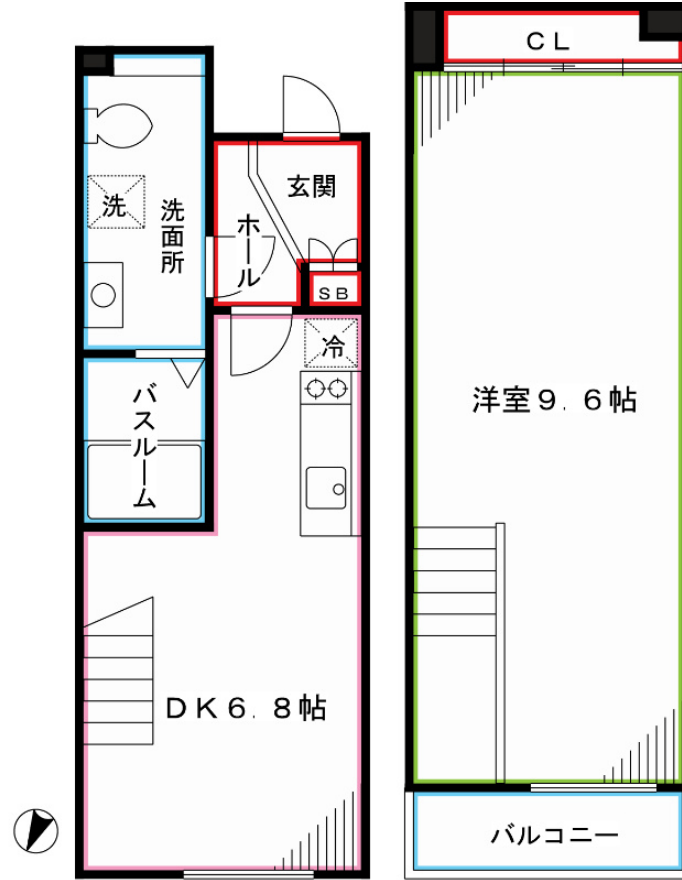 CL
玄関
ホール
SB
洗
洗面所
冷
バスルーム
洋室9.6帖
DK6.8帖
バルコニー